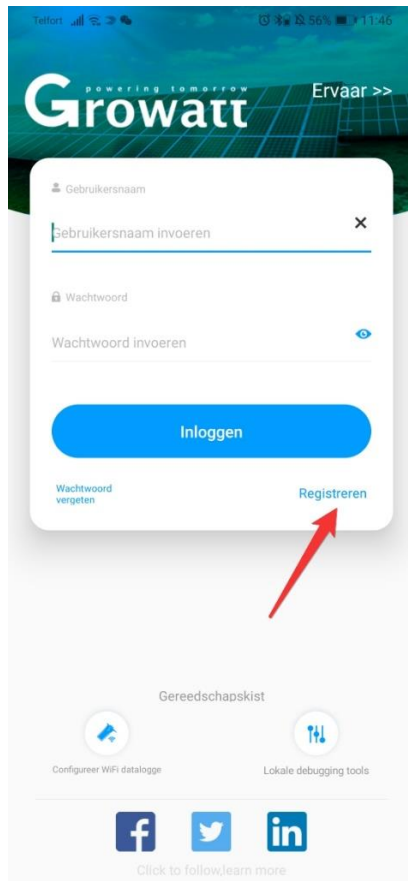 Telfort 56% 11:46
powering tomorrow
Growatt
Ervaar >>
Gebruikersnaam
Gebruikersnaam invoeren
Wachtwoord
Wachtwoord invoeren
Inloggen
Wachtwoord
vergeten
Registreren
Gereedschapskist
Configureer WiFi datalogge
Lokale debugging tools
Click to follow,learn more